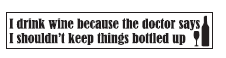 I drink wine because the doctor says
I shouldn't keep things bottled up